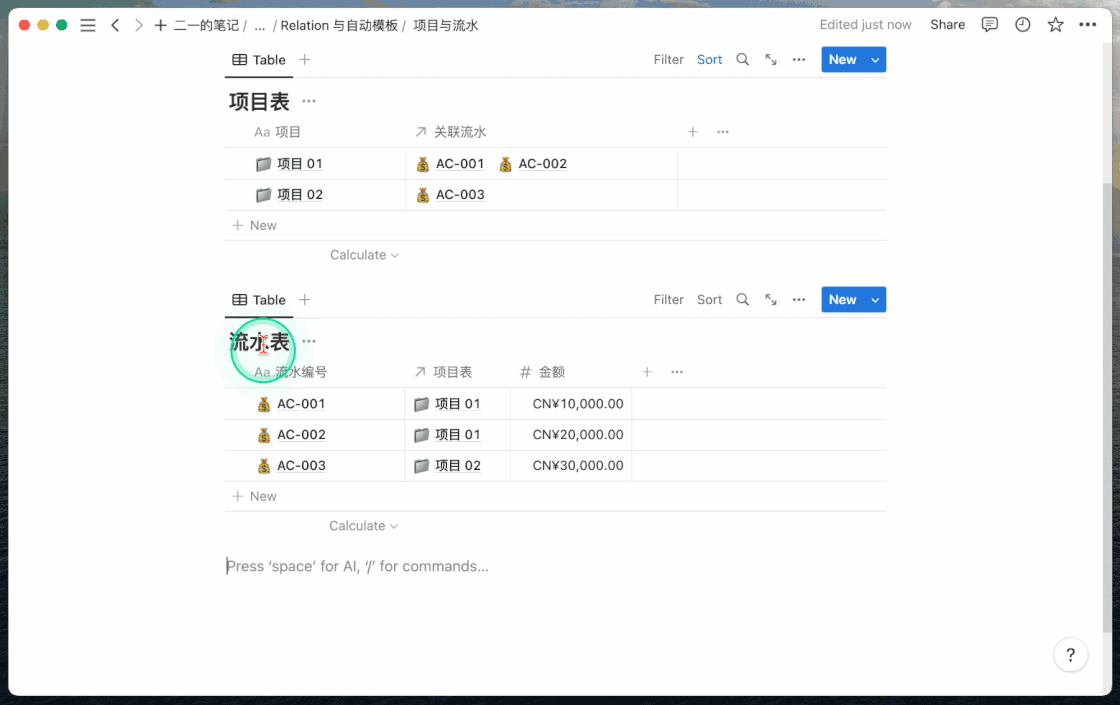 二一的笔记 / ... / Relation 与自动模板 / 项目与流水 Edited just now Share
Table Filter Sort New
项目表
Aa 项目 关联流水
项目 01 AC-001 AC-002
项目 02 AC-003
New
Calculate
Table Filter Sort New
流水表
Aa 流水编号 项目表 # 金额
AC-001 项目 01 CN¥10,000.00
AC-002 项目 01 CN¥20,000.00
AC-003 项目 02 CN¥30,000.00
New
Calculate
Press ‘space’ for AI, ‘/’ for commands...
?